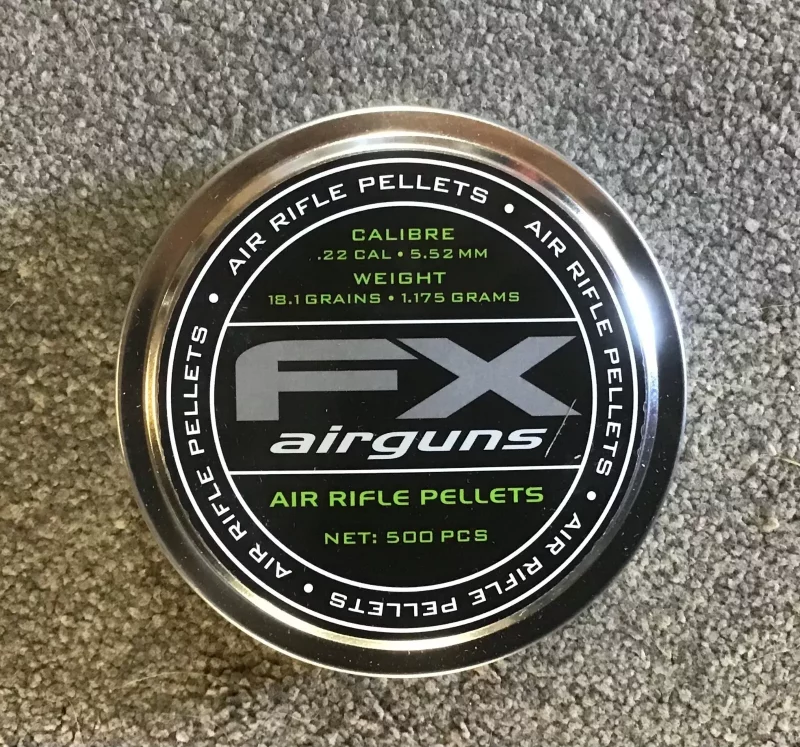 AIR RIFLE PELLETS • AIR RIFLE PELLETS • AIR RIFLE PELLETS • AIR RIFLE PELLETS •
CALIBRE
.22 CAL • 5.52 MM
WEIGHT
18.1 GRAINS • 1.175 GRAMS
FX
airguns
AIR RIFLE PELLETS
NET: 500 PCS